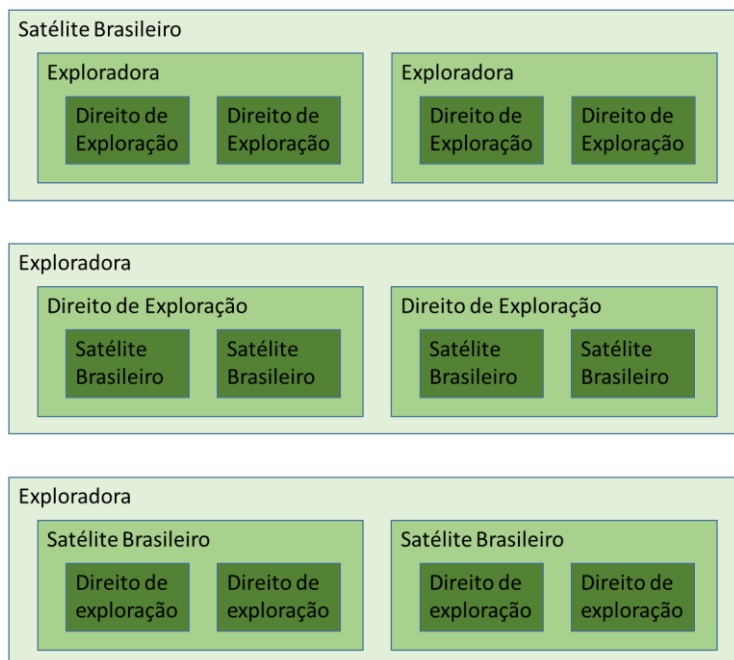 Satélite Brasileiro
Exploradora
Direito de
Exploração
Direito de
Exploração
Exploradora
Direito de
Exploração
Direito de
Exploração
Exploradora
Direito de Exploração
Satélite
Brasileiro
Satélite
Brasileiro
Direito de Exploração
Satélite
Brasileiro
Satélite
Brasileiro
Exploradora
Satélite Brasileiro
Direito de
exploração
Direito de
exploração
Satélite Brasileiro
Direito de
exploração
Direito de
exploração